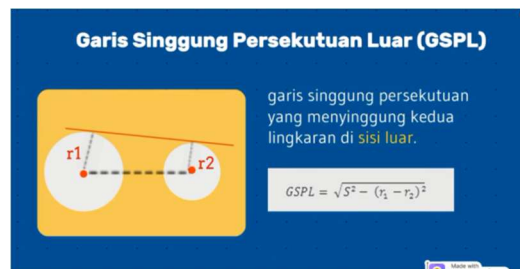 Garis Singgung Persekutuan Luar (GSPL)
r1
r2
garis singgung persekutuan
yang menyinggung kedua
lingkaran di sisi luar.
GSPL = √S² − (r₁ − r₂)²
Made with